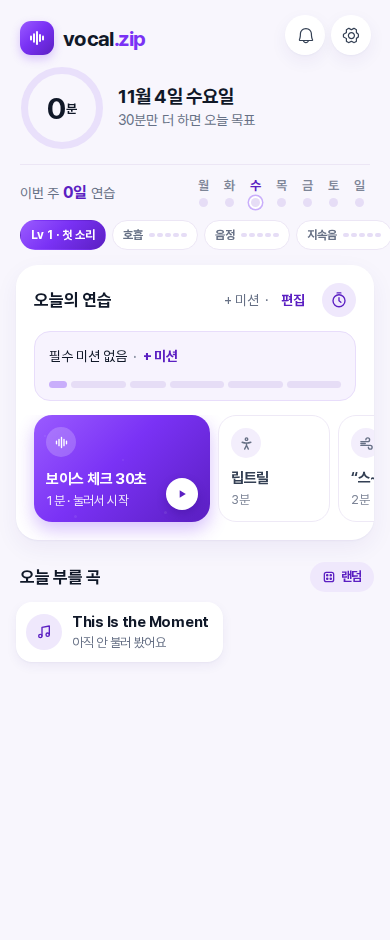 vocal.zip
0분
11월 4일 수요일
30분만 더 하면 오늘 목표
이번 주 0일 연습
월 화 수 목 금 토 일
Lv 1 · 첫 소리
호흡
음정
지속음
오늘의 연습
+ 미션 · 편집
필수 미션 없음 · + 미션
보이스 체크 30초
1분 · 눌러서 시작
립트릴
3분
“스
2분
오늘 부를 곡
랜덤
This Is the Moment
아직 안 불러 봤어요